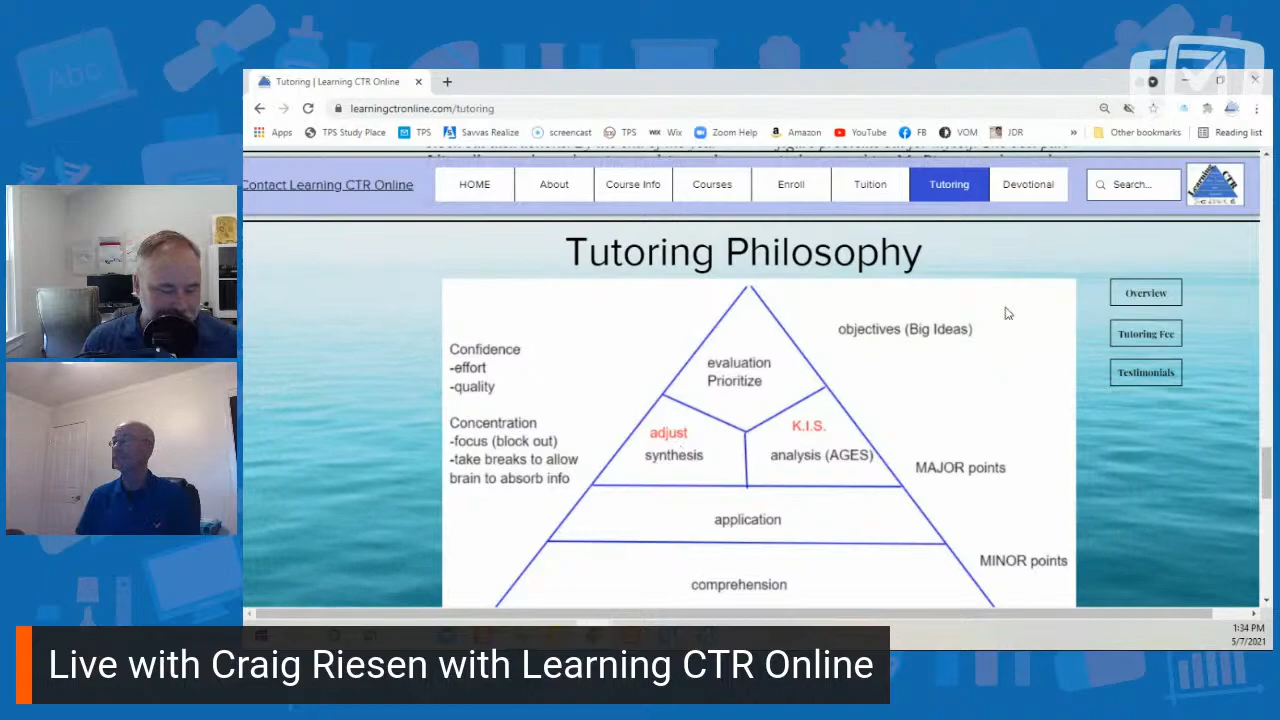 Abc
Tutoring | Learning CTR Online
learningctronline.com/tutoring
Apps TPS Study Place TPS Savvas Realize screencast TPS Wix Zoom Help Amazon YouTube FB VOM JDR » Other bookmarks Reading list
Contact Learning CTR Online HOME About Course Info Courses Enroll Tuition Tutoring Devotional Search...
Learning CTR
Tutoring Philosophy
Overview
Tutoring Fee
Testimonials
objectives (Big Ideas)
Confidence
-effort
-quality
evaluation
Prioritize
Concentration
-focus (block out)
-take breaks to allow
brain to absorb info
adjust
synthesis
K.I.S.
analysis (AGES)
MAJOR points
application
MINOR points
comprehension
1:34 PM
5/7/2021
Live with Craig Riesen with Learning CTR Online